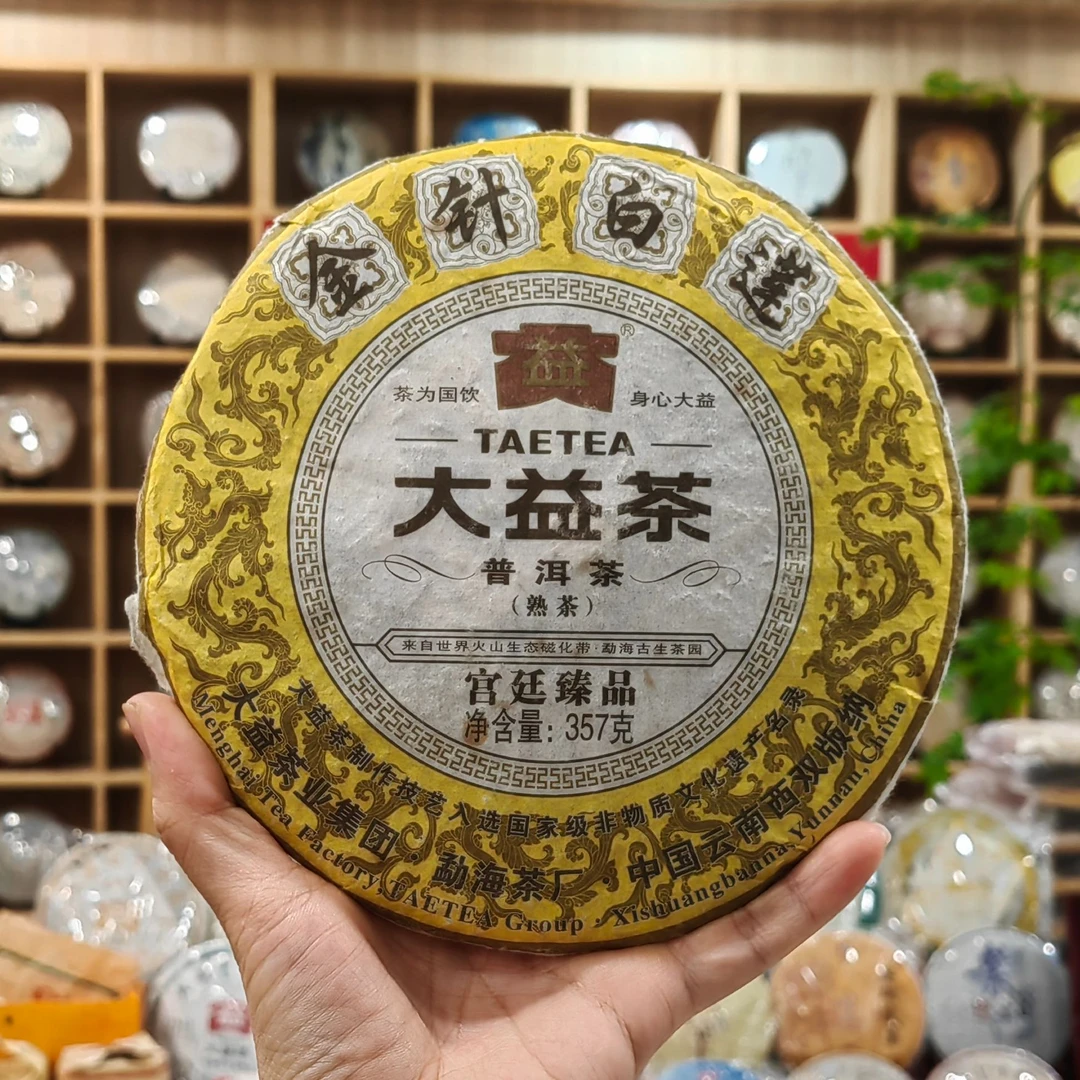 金针白莲
益®
茶为国饮 身心大益
TAETEA
大益茶
普洱茶
(熟茶)
来自世界火山生态磁化带·勐海古生茶园
宫廷臻品
净含量：357克
大益茶制作技艺入选国家级非物质文化遗产名录
大益茶业集团·勐海茶厂 中国云南西双版纳
Menghai Tea Factory TAETEA Group · Xishuangbanna, Yunnan, China